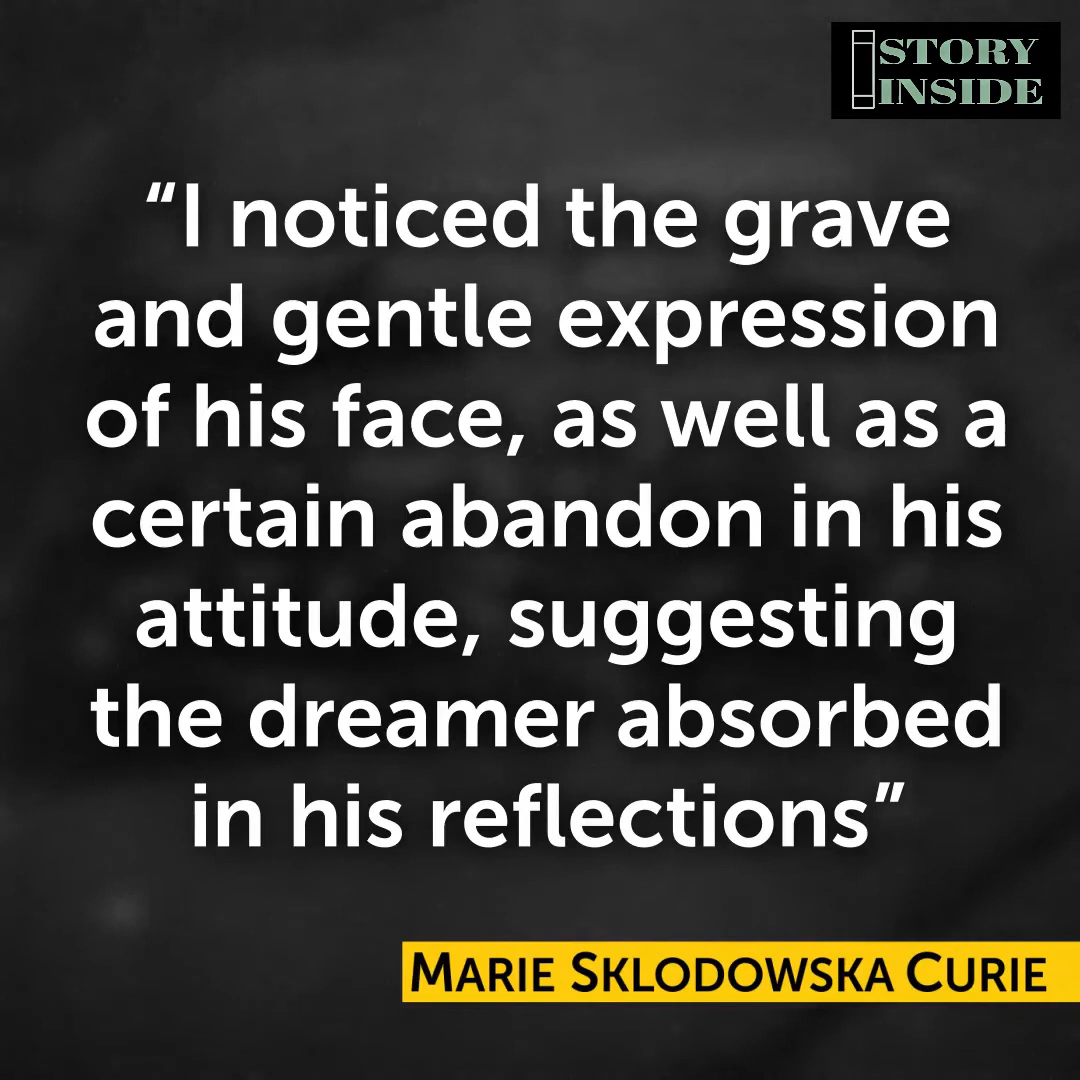 STORY
INSIDE
“I noticed the grave
and gentle expression
of his face, as well as a
certain abandon in his
attitude, suggesting
the dreamer absorbed
in his reflections”
MARIE SKLODOWSKA CURIE